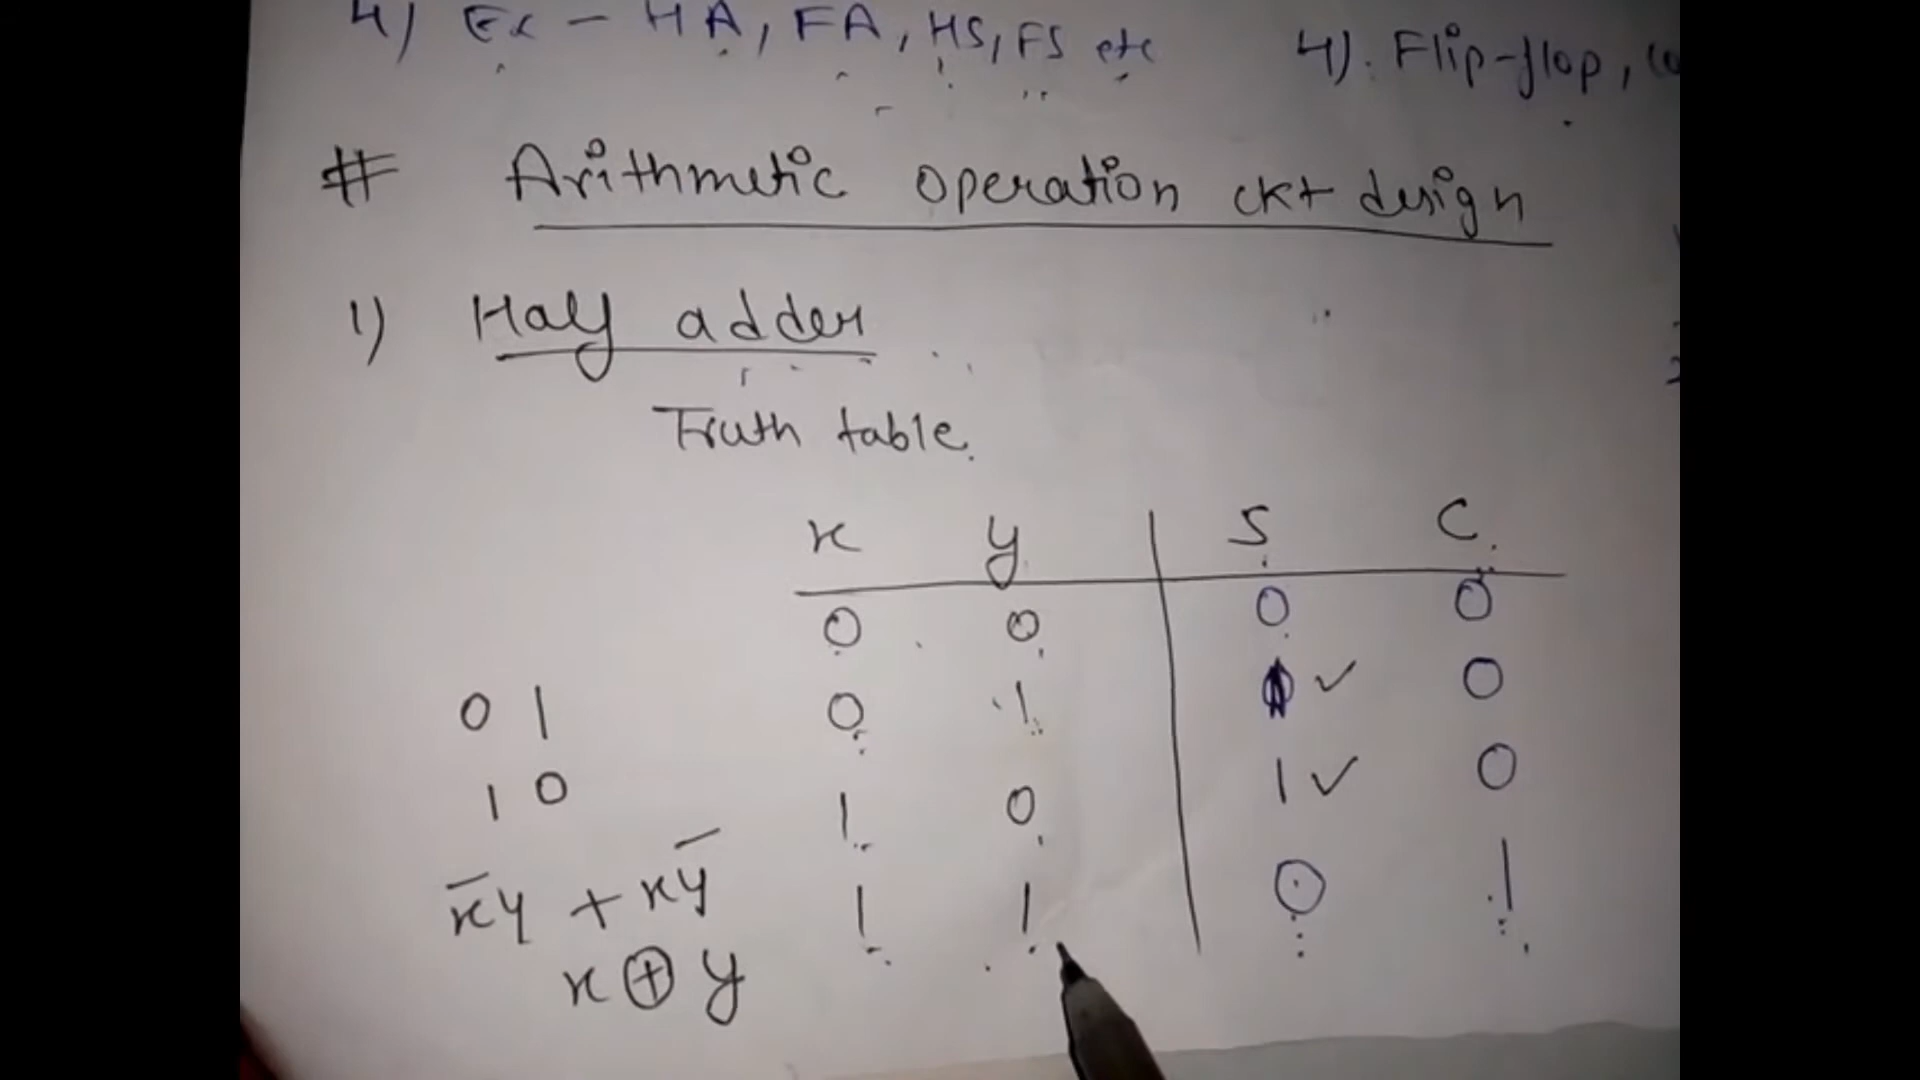 4) Ex - HA, FA, HS, FS etc
4). Flip-flop,
# Arithmetic operation ckt design
1) Half adder
Truth table.
x y S C
0 0 0 0
0 1 0 1 1 ✓ 0
1 0 1 0 1 ✓ 0
x̅y + xy̅ 1 1 0 1
x ⊕ y